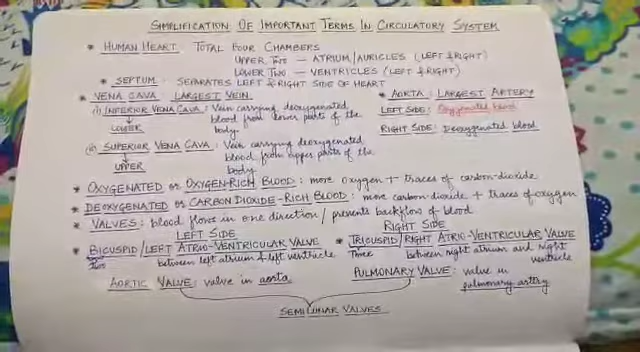 SIMPLIFICATION OF IMPORTANT TERMS IN CIRCULATORY SYSTEM
* HUMAN HEART: TOTAL FOUR CHAMBERS
UPPER TWO — ATRIUM/AURICLES (LEFT & RIGHT)
LOWER TWO — VENTRICLES (LEFT & RIGHT)
* SEPTUM: SEPARATES LEFT & RIGHT SIDE OF HEART
* VENA CAVA: LARGEST VEIN
(i) INFERIOR VENA CAVA: Vein carrying deoxygenated
blood from lower parts of the
body.
LOWER
(ii) SUPERIOR VENA CAVA: Vein carrying deoxygenated
blood from upper parts of the
body
UPPER
* AORTA: LARGEST ARTERY
LEFT SIDE: Oxygenated blood
RIGHT SIDE: Deoxygenated blood
* OXYGENATED or OXYGEN-RICH BLOOD: more oxygen + traces of carbon-dioxide
* DEOXYGENATED or CARBON DIOXIDE-RICH BLOOD: more carbon-dioxide + traces of oxygen
* VALVES: blood flows in one direction/ prevents backflow of blood
LEFT SIDE
* BICUSPID/LEFT ATRIO-VENTRICULAR VALVE
Two between left atrium & left ventricle
AORTIC VALVE: valve in aorta
RIGHT SIDE
* TRICUSPID/RIGHT ATRIO-VENTRICULAR VALVE
Three between right atrium and right
ventricle
PULMONARY VALVE: valve in
pulmonary artery
SEMILUNAR VALVES